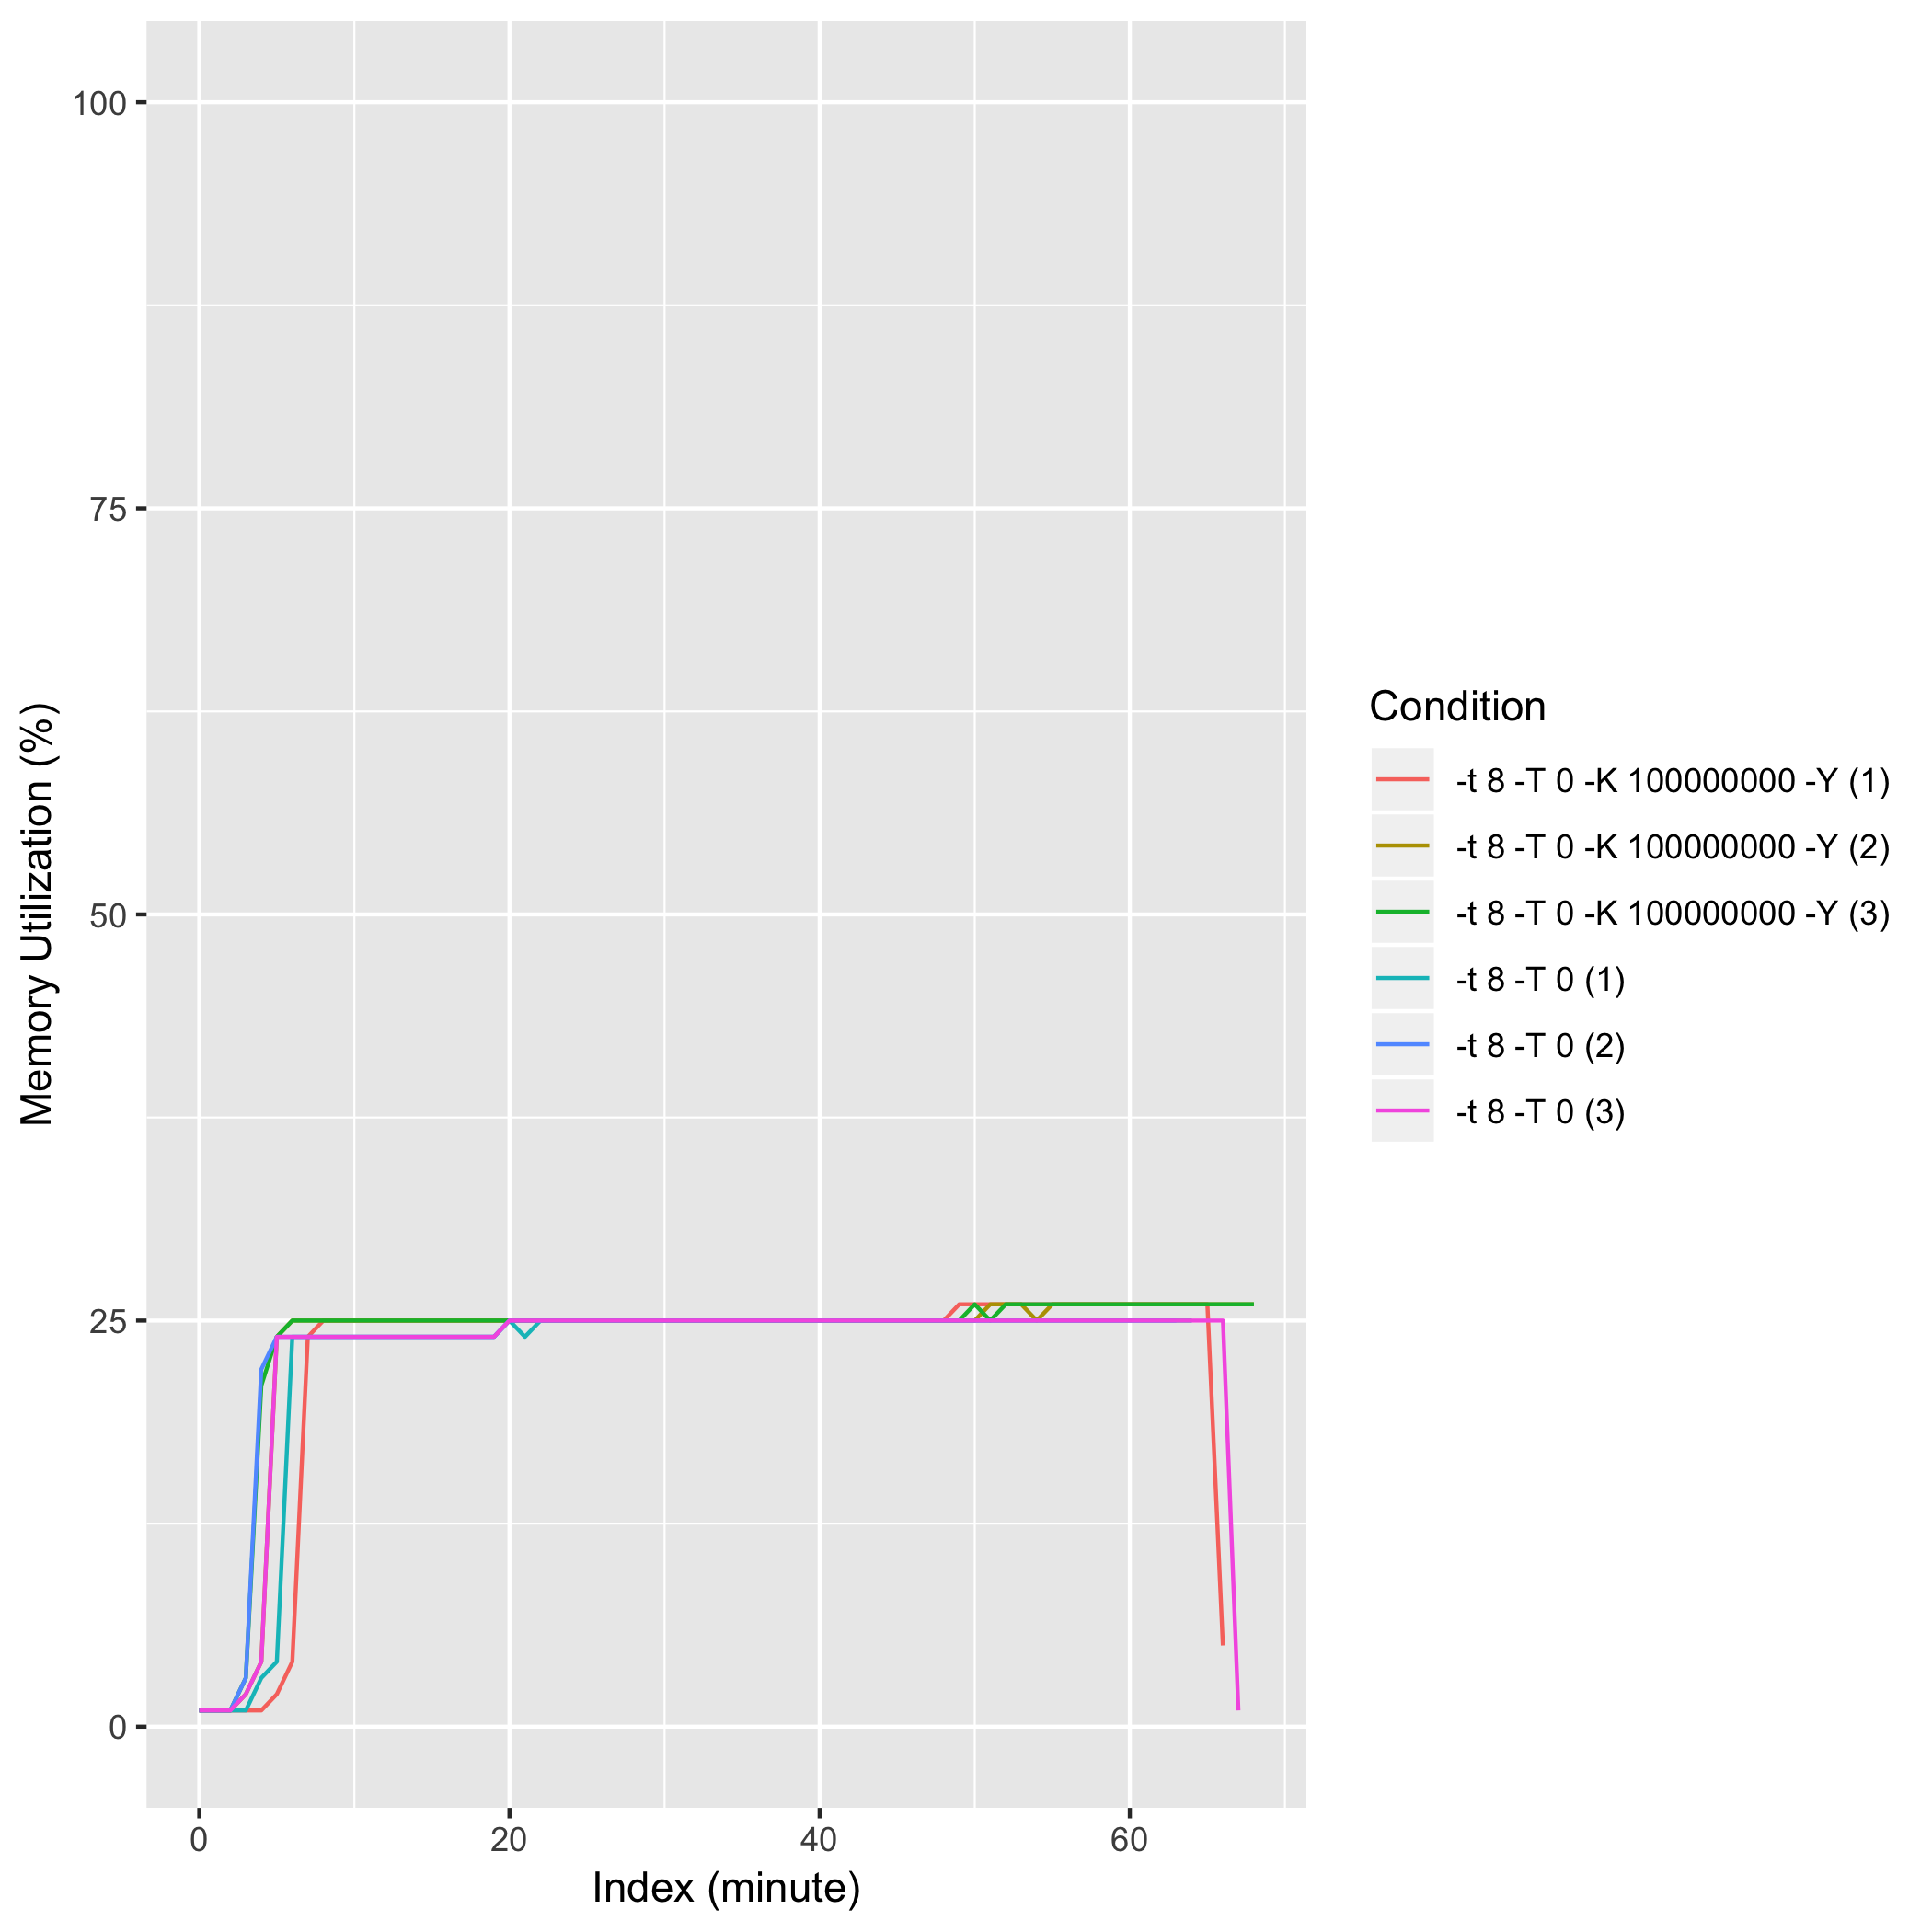 100
75
50
25
0
Memory Utilization (%)
0 20 40 60
Index (minute)
Condition
-t 8 -T 0 -K 100000000 -Y (1)
-t 8 -T 0 -K 100000000 -Y (2)
-t 8 -T 0 -K 100000000 -Y (3)
-t 8 -T 0 (1)
-t 8 -T 0 (2)
-t 8 -T 0 (3)